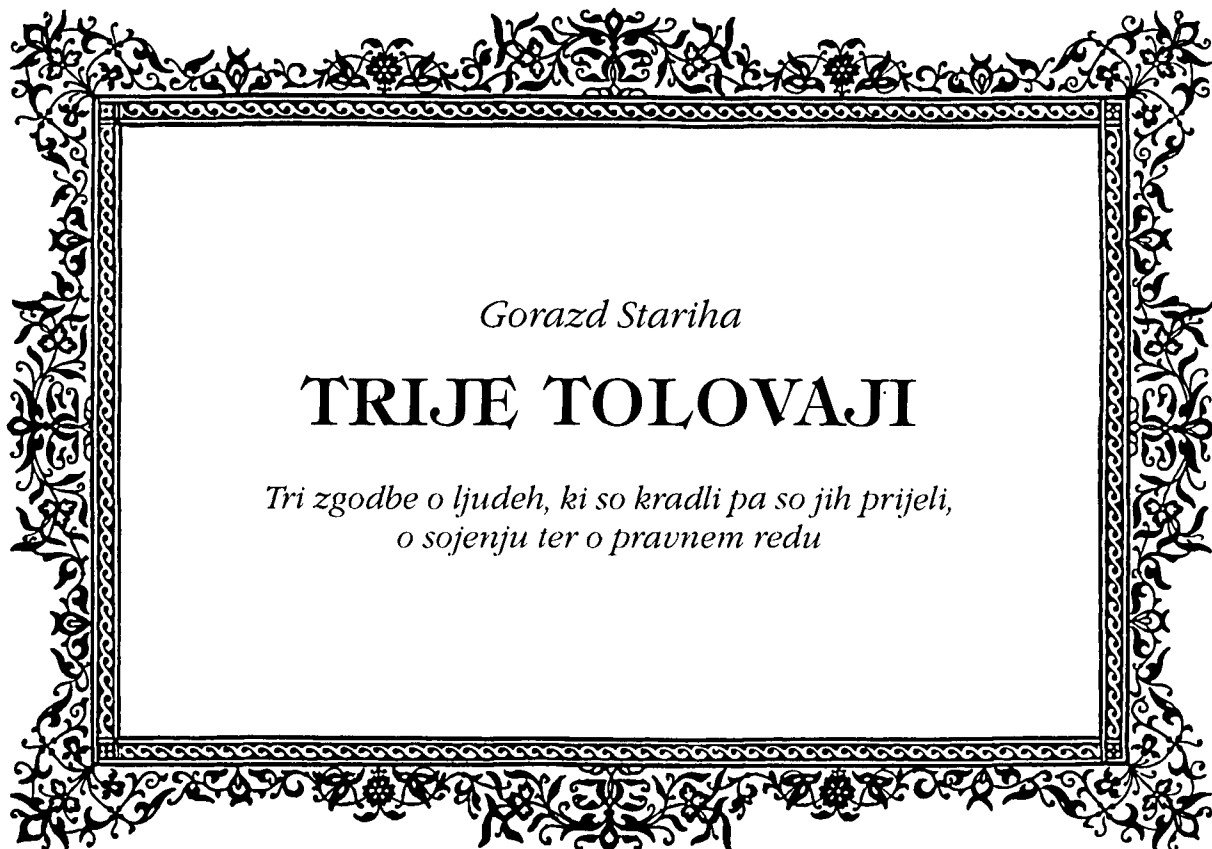 Gorazd Stariha
TRIJE TOLOVAJI
Tri zgodbe o ljudeh, ki so kradli pa so jih prijeli,
o sojenju ter o pravnem redu